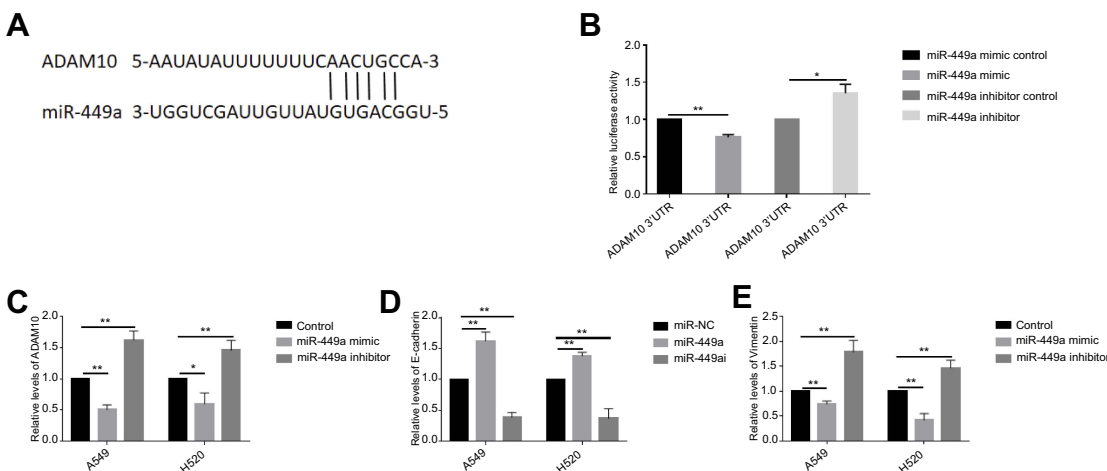 A
ADAM10 5-AAUAUAUUUUUUUCAACUGCCA-3
miR-449a 3-UGGUCGAUUGUUAUGUGACGGU-5
B
Relative luciferase activity
2.0
1.5
1.0
0.5
0.0
**
*
ADAM10 3'UTR
ADAM10 3'UTR
ADAM10 3'UTR
ADAM10 3'UTR
miR-449a mimic control
miR-449a mimic
miR-449a inhibitor control
miR-449a inhibitor
C
Relative levels of ADAM10
2.0
1.5
1.0
0.5
0.0
**
**
**
*
A549
H520
Control
miR-449a mimic
miR-449a inhibitor
D
Relative levels of E-cadherin
2.0
1.5
1.0
0.5
0.0
**
**
**
**
A549
H520
miR-NC
miR-449a
miR-449ai
E
Relative levels of Vimentin
2.5
2.0
1.5
1.0
0.5
0.0
**
**
**
**
A549
H520
Control
miR-449a mimic
miR-449a inhibitor